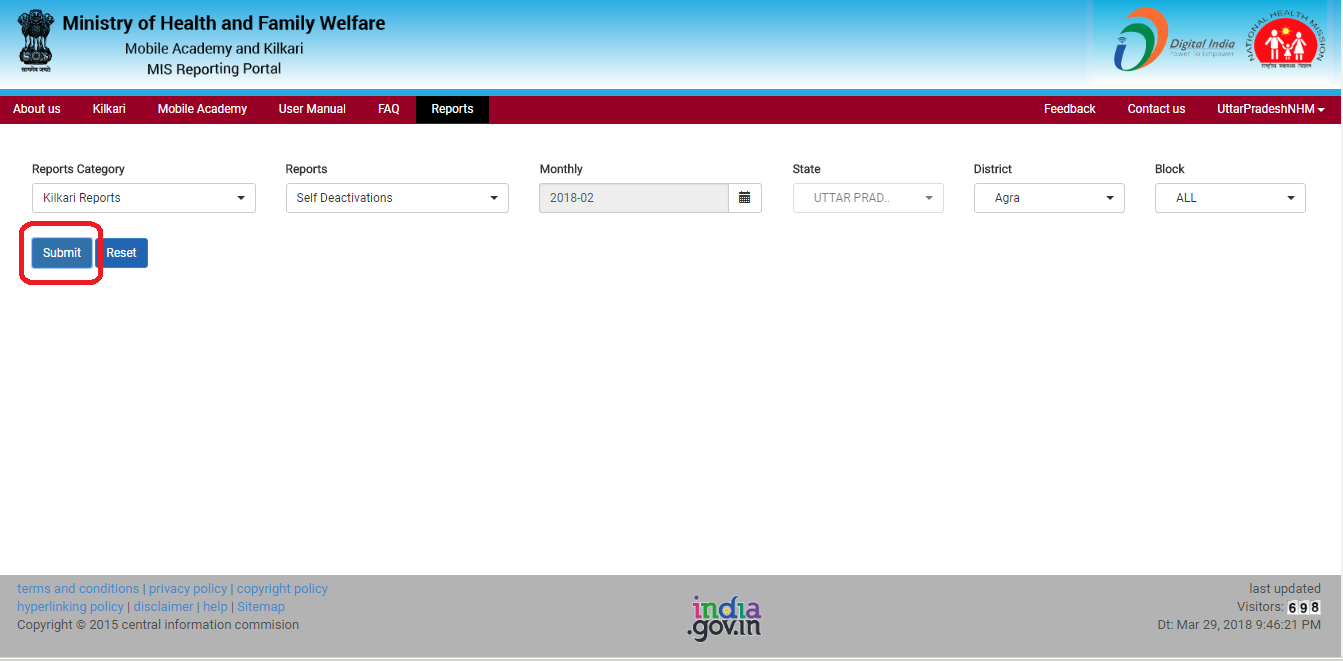 Ministry of Health and Family Welfare
Mobile Academy and Kilkari
MIS Reporting Portal
सत्यमेव जयते
Digital India
Power To Empower
NATIONAL HEALTH MISSION
राष्ट्रीय स्वास्थ्य मिशन
About us Kilkari Mobile Academy User Manual FAQ Reports Feedback Contact us UttarPradeshNHM
Reports Category Reports Monthly State District Block
Kilkari Reports Self Deactivations 2018-02 UTTAR PRAD.. Agra ALL
Submit Reset
terms and conditions | privacy policy | copyright policy
hyperlinking policy | disclaimer | help | Sitemap
Copyright © 2015 central information commision
india
.gov.in
last updated
Visitors: 698
Dt: Mar 29, 2018 9:46:21 PM